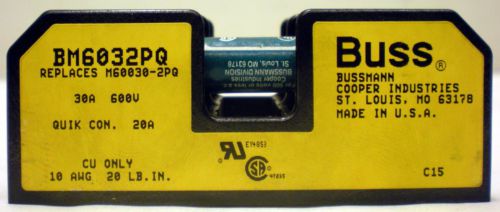 BM6032PQ
REPLACES M60030-2PQ
30A 600V
QUIK CON. 20A
CU ONLY
10 AWG 20 LB.IN.
Cooper Industries
BUSSMANN DIVISION
St. Louis, MO 63178
E14853
47235
Buss®
BUSSMANN
COOPER INDUSTRIES
ST. LOUIS, MO 63178
MADE IN U.S.A.
C15